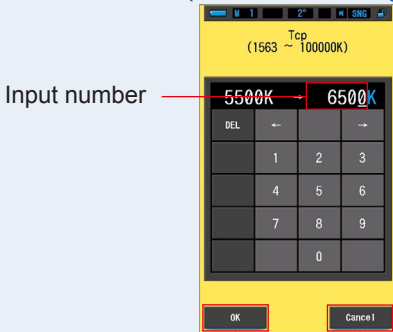 M 1 2° M SNG
Tcp
(1563 ~ 100000K)
Input number
5500K → 6500K
DEL ← →
1 2 3
4 5 6
7 8 9
0
OK Cancel